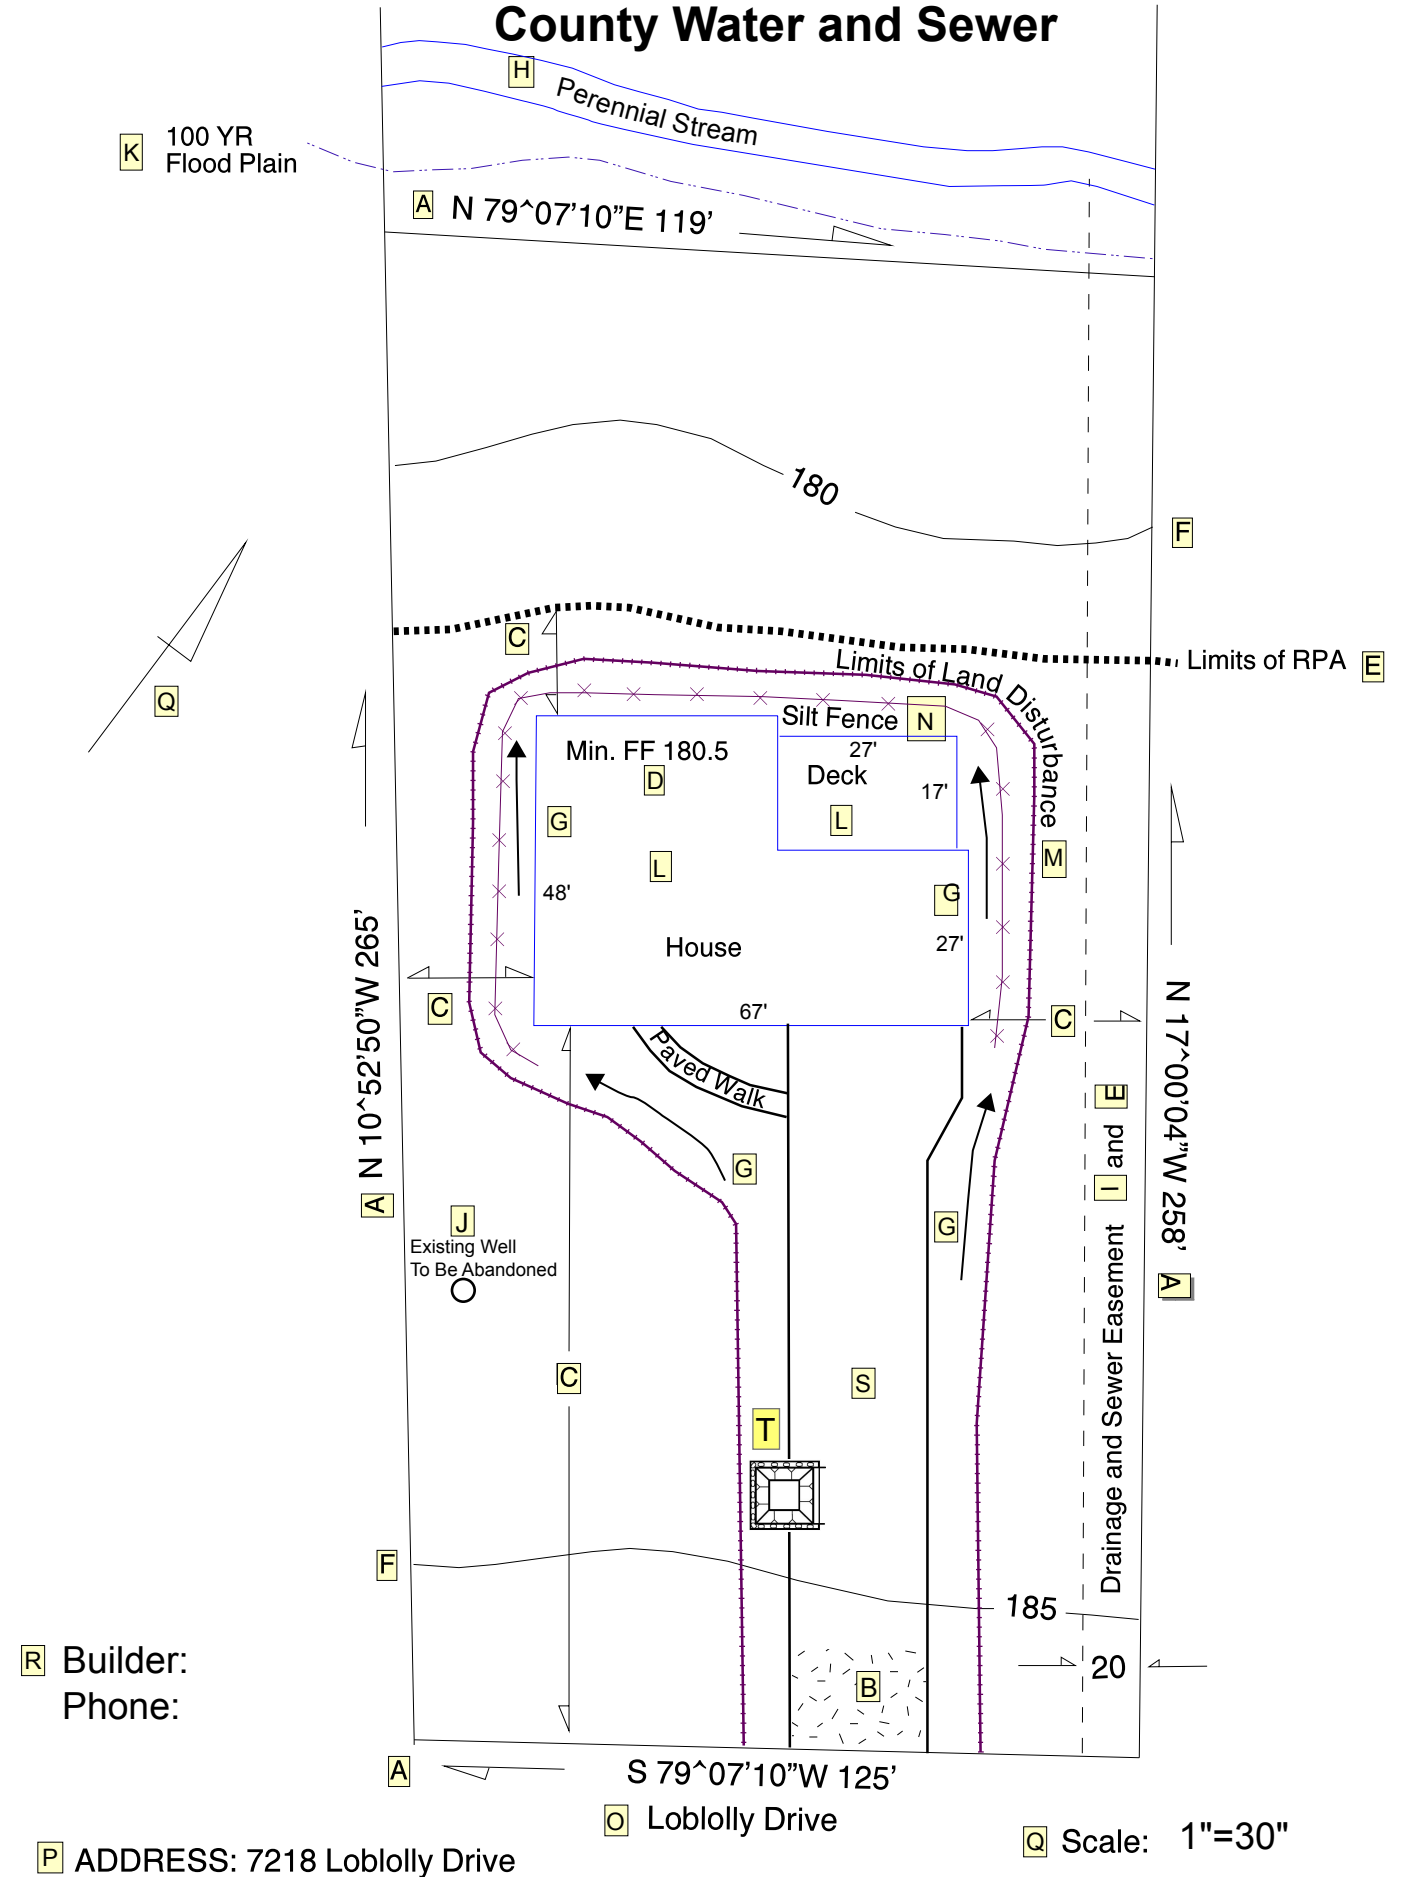 County Water and Sewer
H
Perennial Stream
K
100 YR
Flood Plain
A
N 79^07'10"E 119'
180
F
C
Limits of RPA
E
Limits of Land Disturbance
Q
Silt Fence
N
Min. FF 180.5
27'
D
Deck
17'
G
L
L
M
48'
G
27'
House
67'
C
C
N 10^52'50"W 265'
A
N 17^00'04"W 258'
A
Paved Walk
Drainage and Sewer Easement I and E
G
J
Existing Well
To Be Abandoned
G
C
S
T
F
185
R
Builder:
Phone:
B
20
A
S 79^07'10"W 125'
O
Loblolly Drive
Q
Scale:
1"=30"
P
ADDRESS: 7218 Loblolly Drive